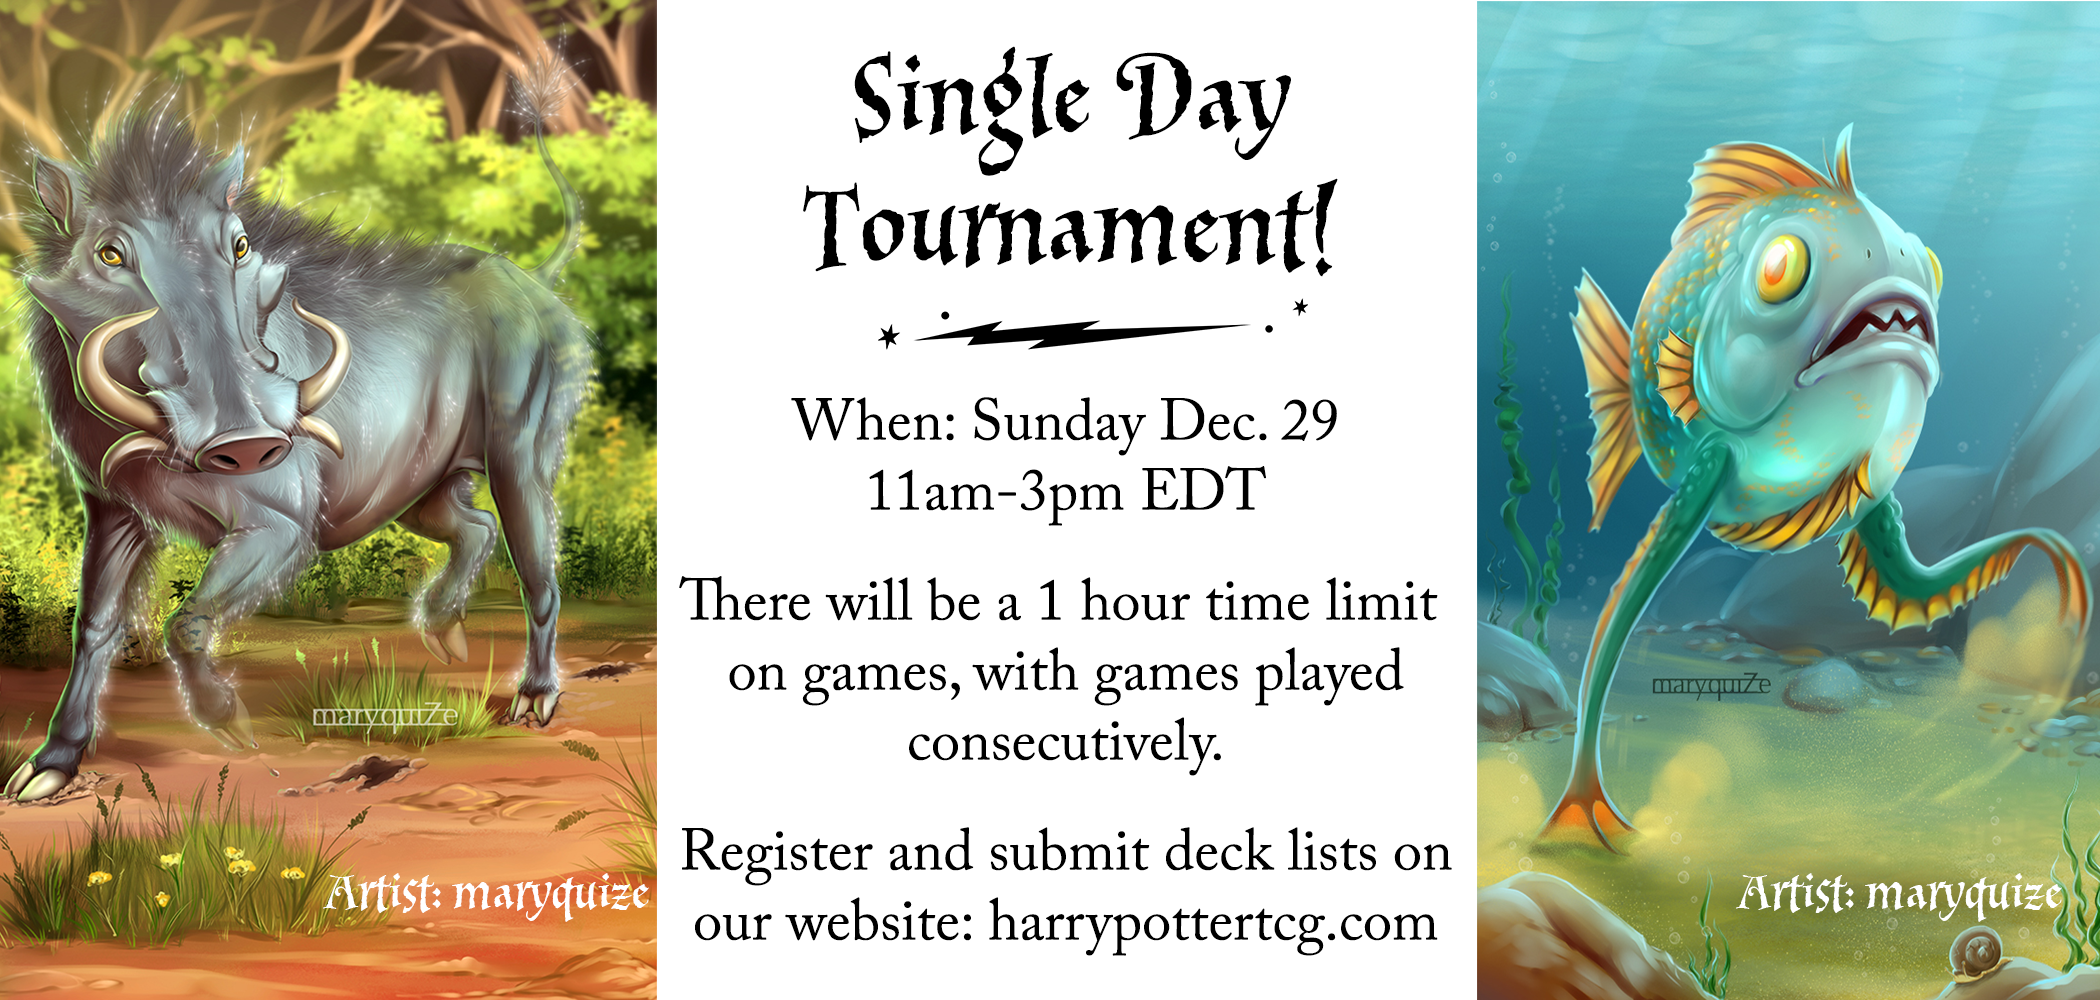 Single Day
Tournament!
When: Sunday Dec. 29
11am-3pm EDT
There will be a 1 hour time limit
on games, with games played
consecutively.
Register and submit deck lists on
our website: harrypottertcg.com
maryquiZe
Artist: maryquize
maryquiZe
Artist: maryquize